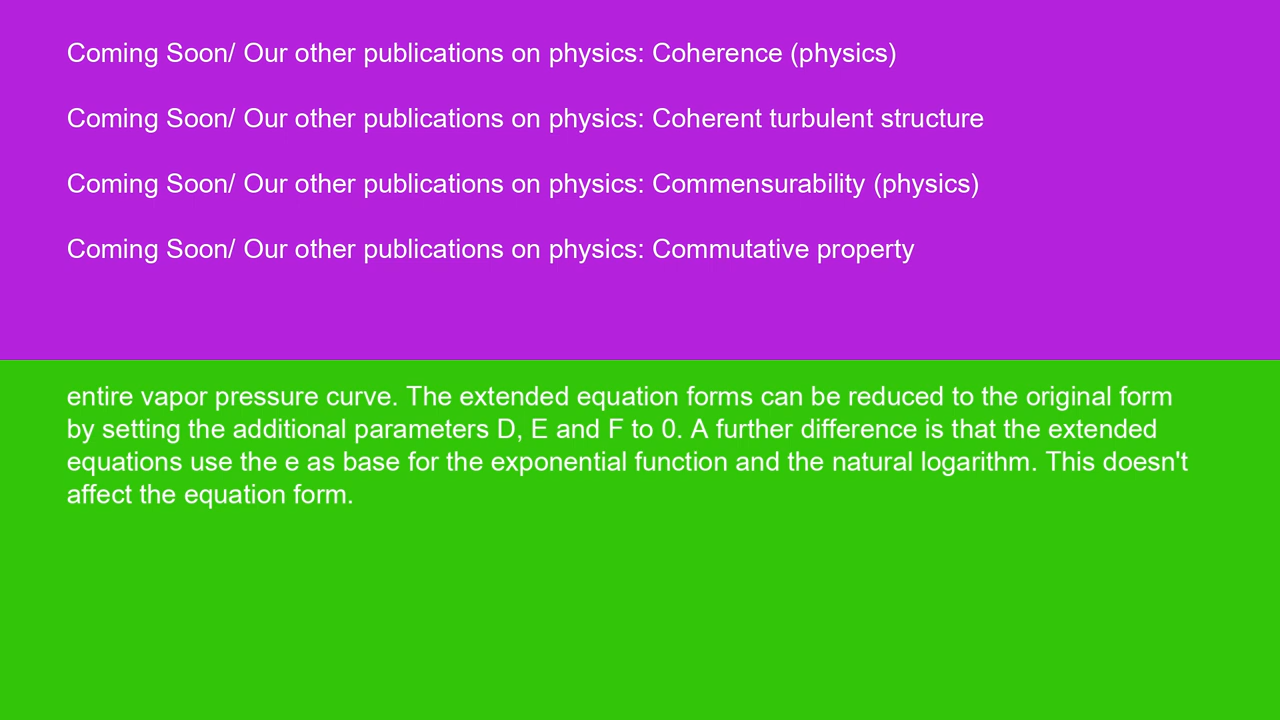 Coming Soon/ Our other publications on physics: Coherence (physics)
Coming Soon/ Our other publications on physics: Coherent turbulent structure
Coming Soon/ Our other publications on physics: Commensurability (physics)
Coming Soon/ Our other publications on physics: Commutative property
entire vapor pressure curve. The extended equation forms can be reduced to the original form
by setting the additional parameters D, E and F to 0. A further difference is that the extended
equations use the e as base for the exponential function and the natural logarithm. This doesn't
affect the equation form.